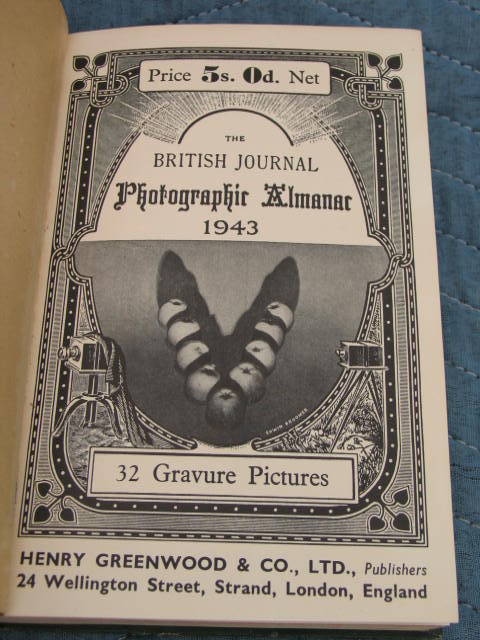 Price 5s. 0d. Net
THE
BRITISH JOURNAL
Photographic Almanac
1943
32 Gravure Pictures
HENRY GREENWOOD & CO., LTD., Publishers
24 Wellington Street, Strand, London, England